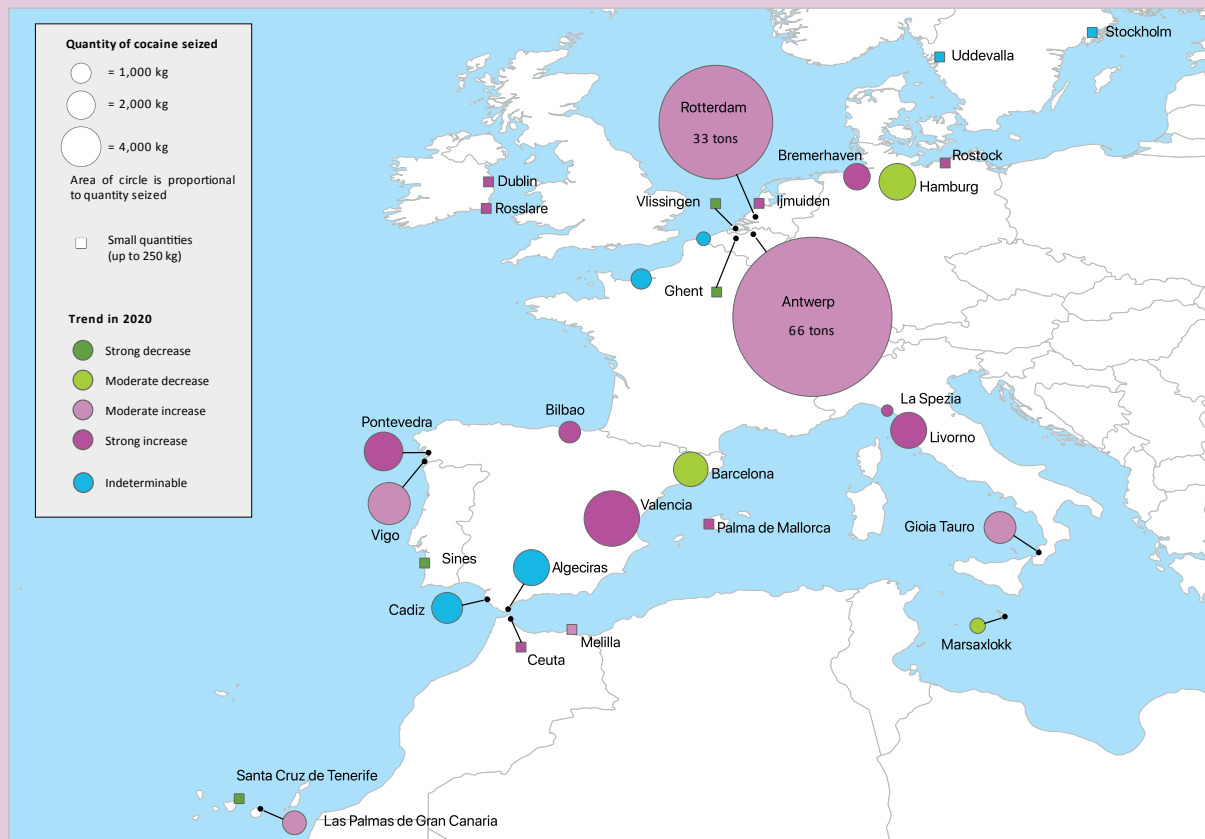 Quantity of cocaine seized
= 1,000 kg
= 2,000 kg
= 4,000 kg
Area of circle is proportional
to quantity seized
Small quantities
(up to 250 kg)
Trend in 2020
Strong decrease
Moderate decrease
Moderate increase
Strong increase
Indeterminable
Stockholm
Uddevalla
Rotterdam
33 tons
Bremerhaven
Rostock
Hamburg
Dublin
Rosslare
Vlissingen
Ijmuiden
Ghent
Antwerp
66 tons
La Spezia
Livorno
Bilbao
Pontevedra
Barcelona
Valencia
Palma de Mallorca
Vigo
Gioia Tauro
Sines
Algeciras
Cadiz
Melilla
Ceuta
Marsaxlokk
Santa Cruz de Tenerife
Las Palmas de Gran Canaria